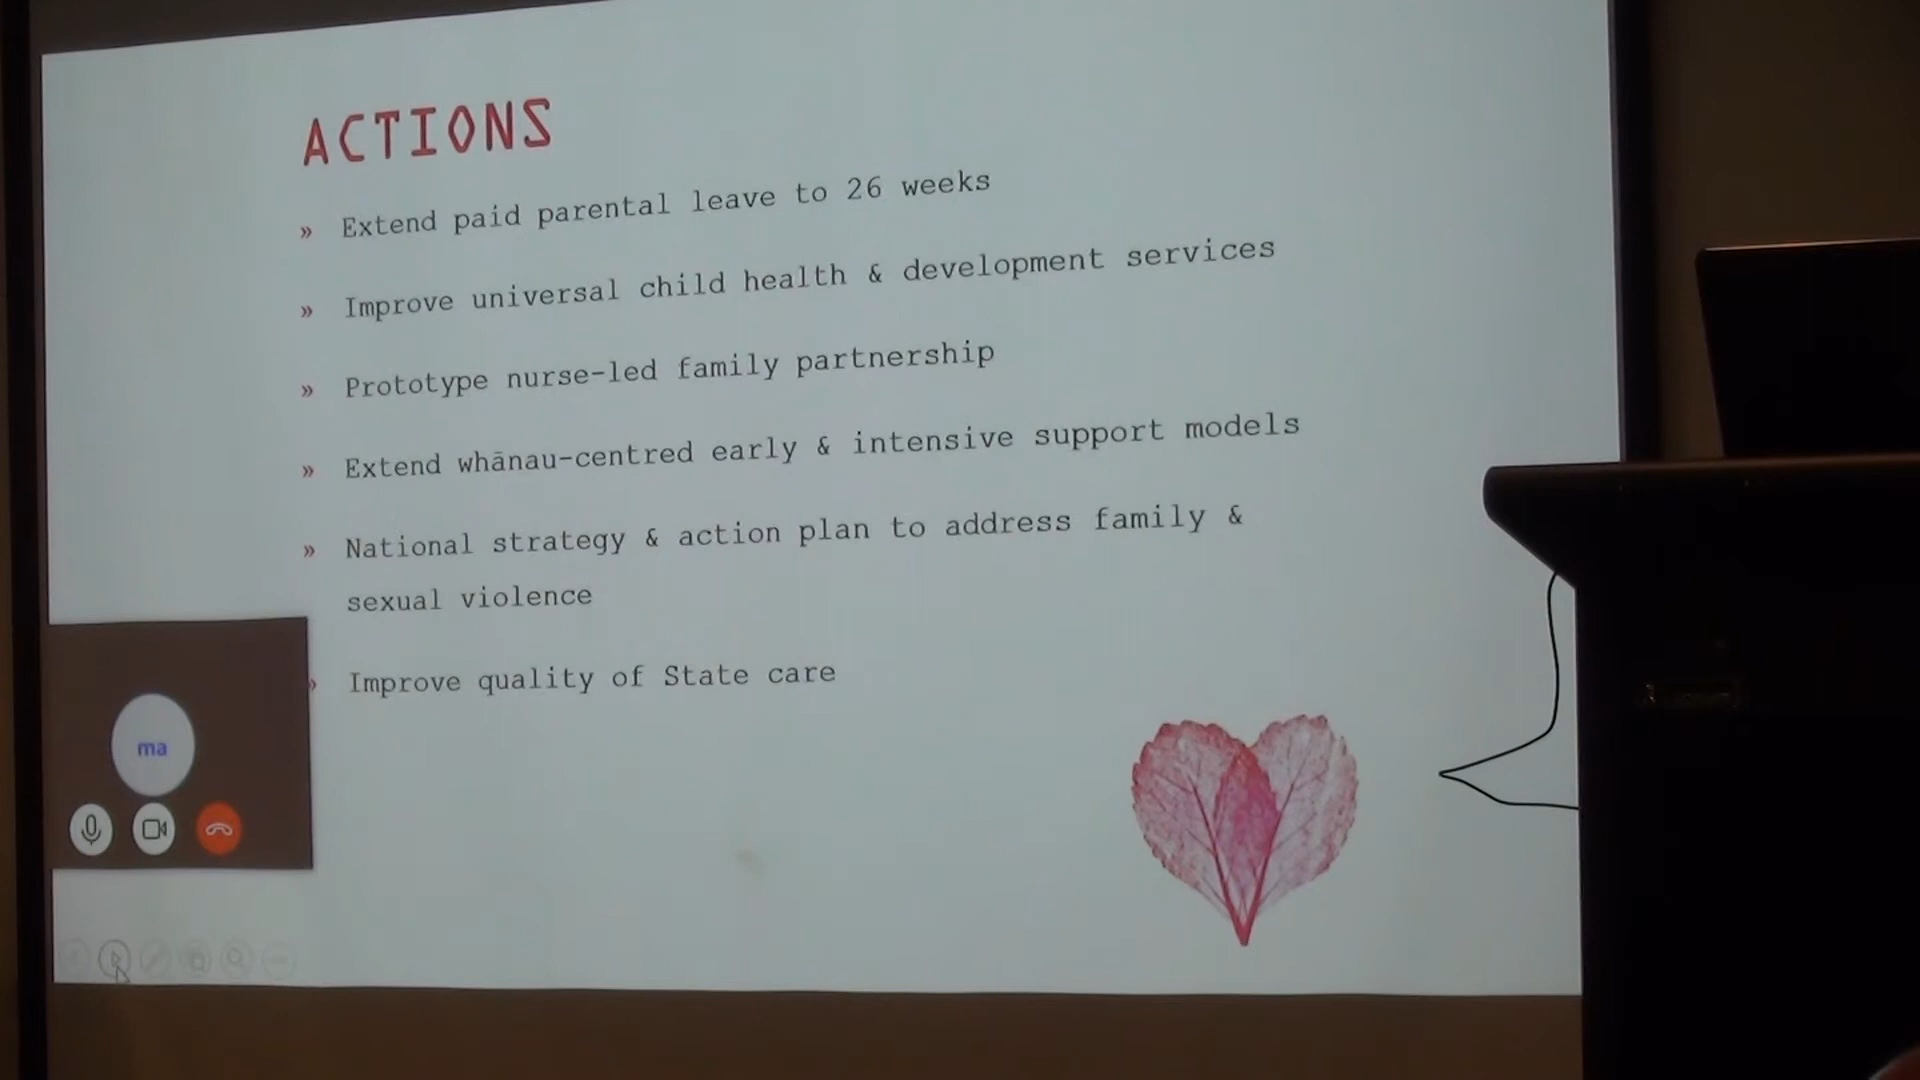 ACTIONS
» Extend paid parental leave to 26 weeks
» Improve universal child health & development services
» Prototype nurse-led family partnership
» Extend whānau-centred early & intensive support models
» National strategy & action plan to address family &
sexual violence
» Improve quality of State care
ma